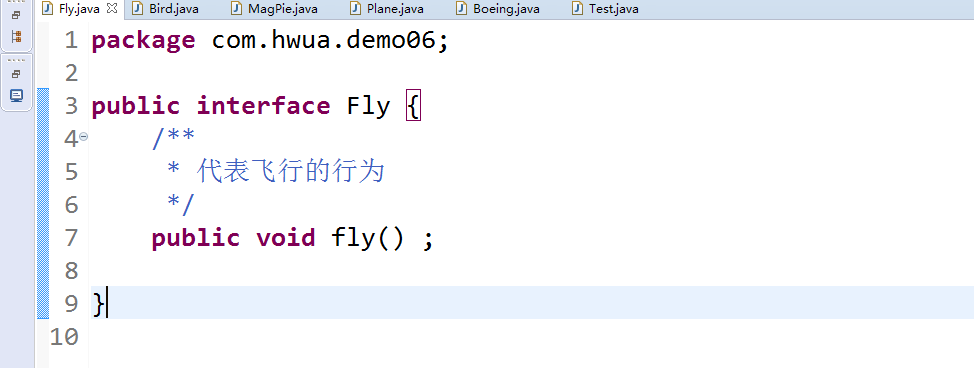 Fly.java Bird.java MagPie.java Plane.java Boeing.java Test.java
1 package com.hwua.demo06;
2
3 public interface Fly {
4 /**
5 * 代表飞行的行为
6 */
7 public void fly() ;
8
9 }
10